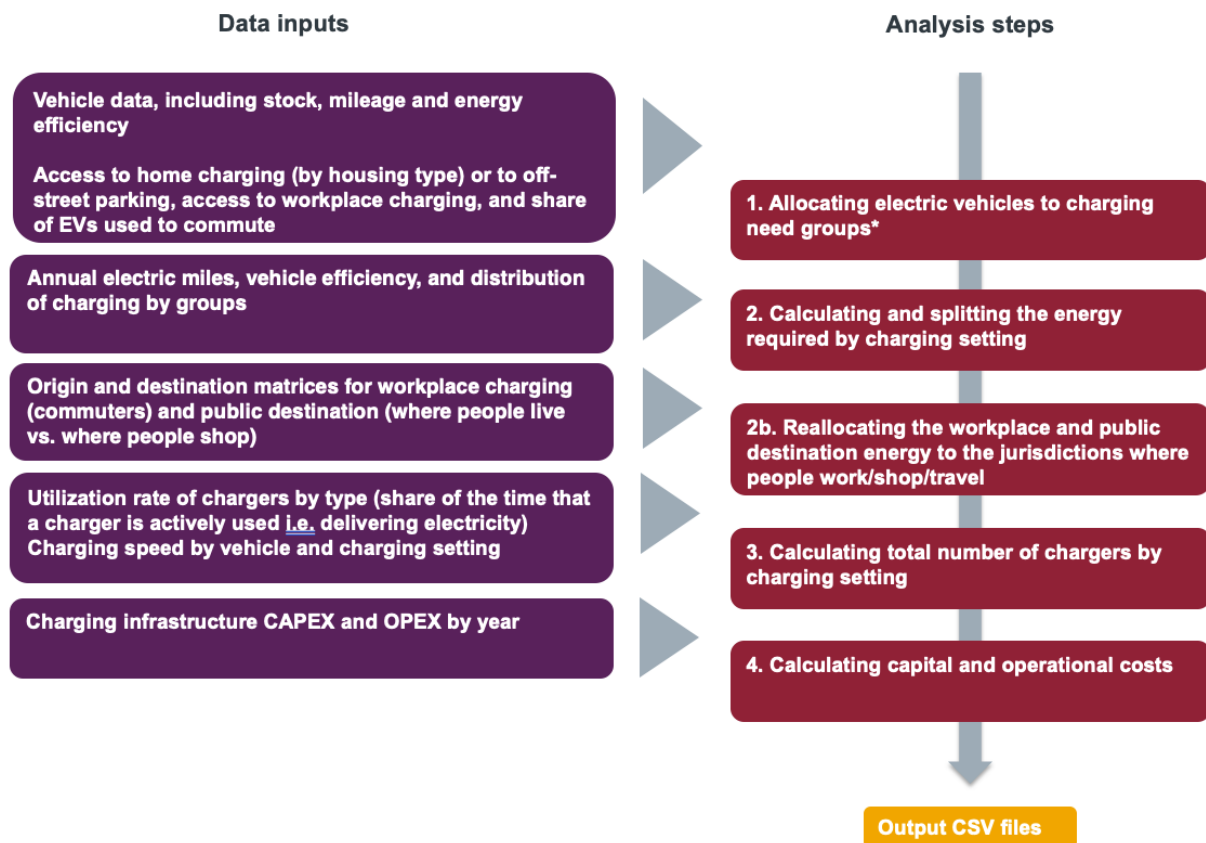 Data inputs
Analysis steps
Vehicle data, including stock, mileage and energy
efficiency
Access to home charging (by housing type) or to off-
street parking, access to workplace charging, and share
of EVs used to commute
1. Allocating electric vehicles to charging
need groups*
Annual electric miles, vehicle efficiency, and distribution
of charging by groups
2. Calculating and splitting the energy
required by charging setting
Origin and destination matrices for workplace charging
(commuters) and public destination (where people live
vs. where people shop)
2b. Reallocating the workplace and public
destination energy to the jurisdictions where
people work/shop/travel
Utilization rate of chargers by type (share of the time that
a charger is actively used i.e. delivering electricity)
Charging speed by vehicle and charging setting
3. Calculating total number of chargers by
charging setting
Charging infrastructure CAPEX and OPEX by year
4. Calculating capital and operational costs
Output CSV files